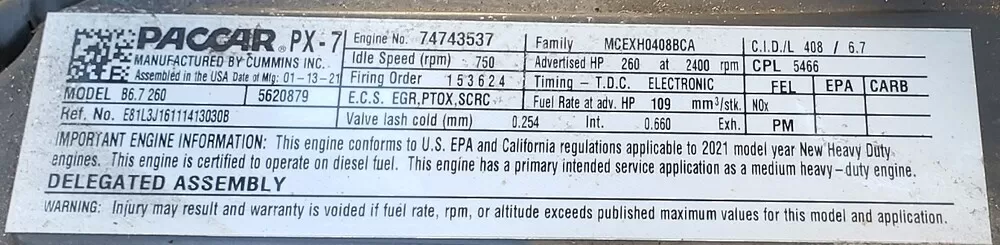 PACCAR® PX-7
MANUFACTURED BY CUMMINS INC.
Assembled in the USA Date of Mfg: 01-13-21
MODEL B6.7 260 5620879
Ref. No. E81L3J16111413030B
Engine No. 74743537
Idle Speed (rpm) 750
Firing Order 153624
E.C.S. EGR,PTOX,SCRC
Valve lash cold (mm) 0.254 Int. 0.660 Exh.
Family MCEXH0408BCA
Advertised HP 260 at 2400 rpm
Timing - T.D.C. ELECTRONIC
Fuel Rate at adv. HP 109 mm³/stk.
C.I.D./L 408 / 6.7
CPL 5466
FEL EPA CARB
NOx
PM
IMPORTANT ENGINE INFORMATION: This engine conforms to U.S. EPA and California regulations applicable to 2021 model year New Heavy Duty
engines. This engine is certified to operate on diesel fuel. This engine has a primary intended service application as a medium heavy-duty engine.
DELEGATED ASSEMBLY
WARNING: Injury may result and warranty is voided if fuel rate, rpm, or altitude exceeds published maximum values for this model and application.